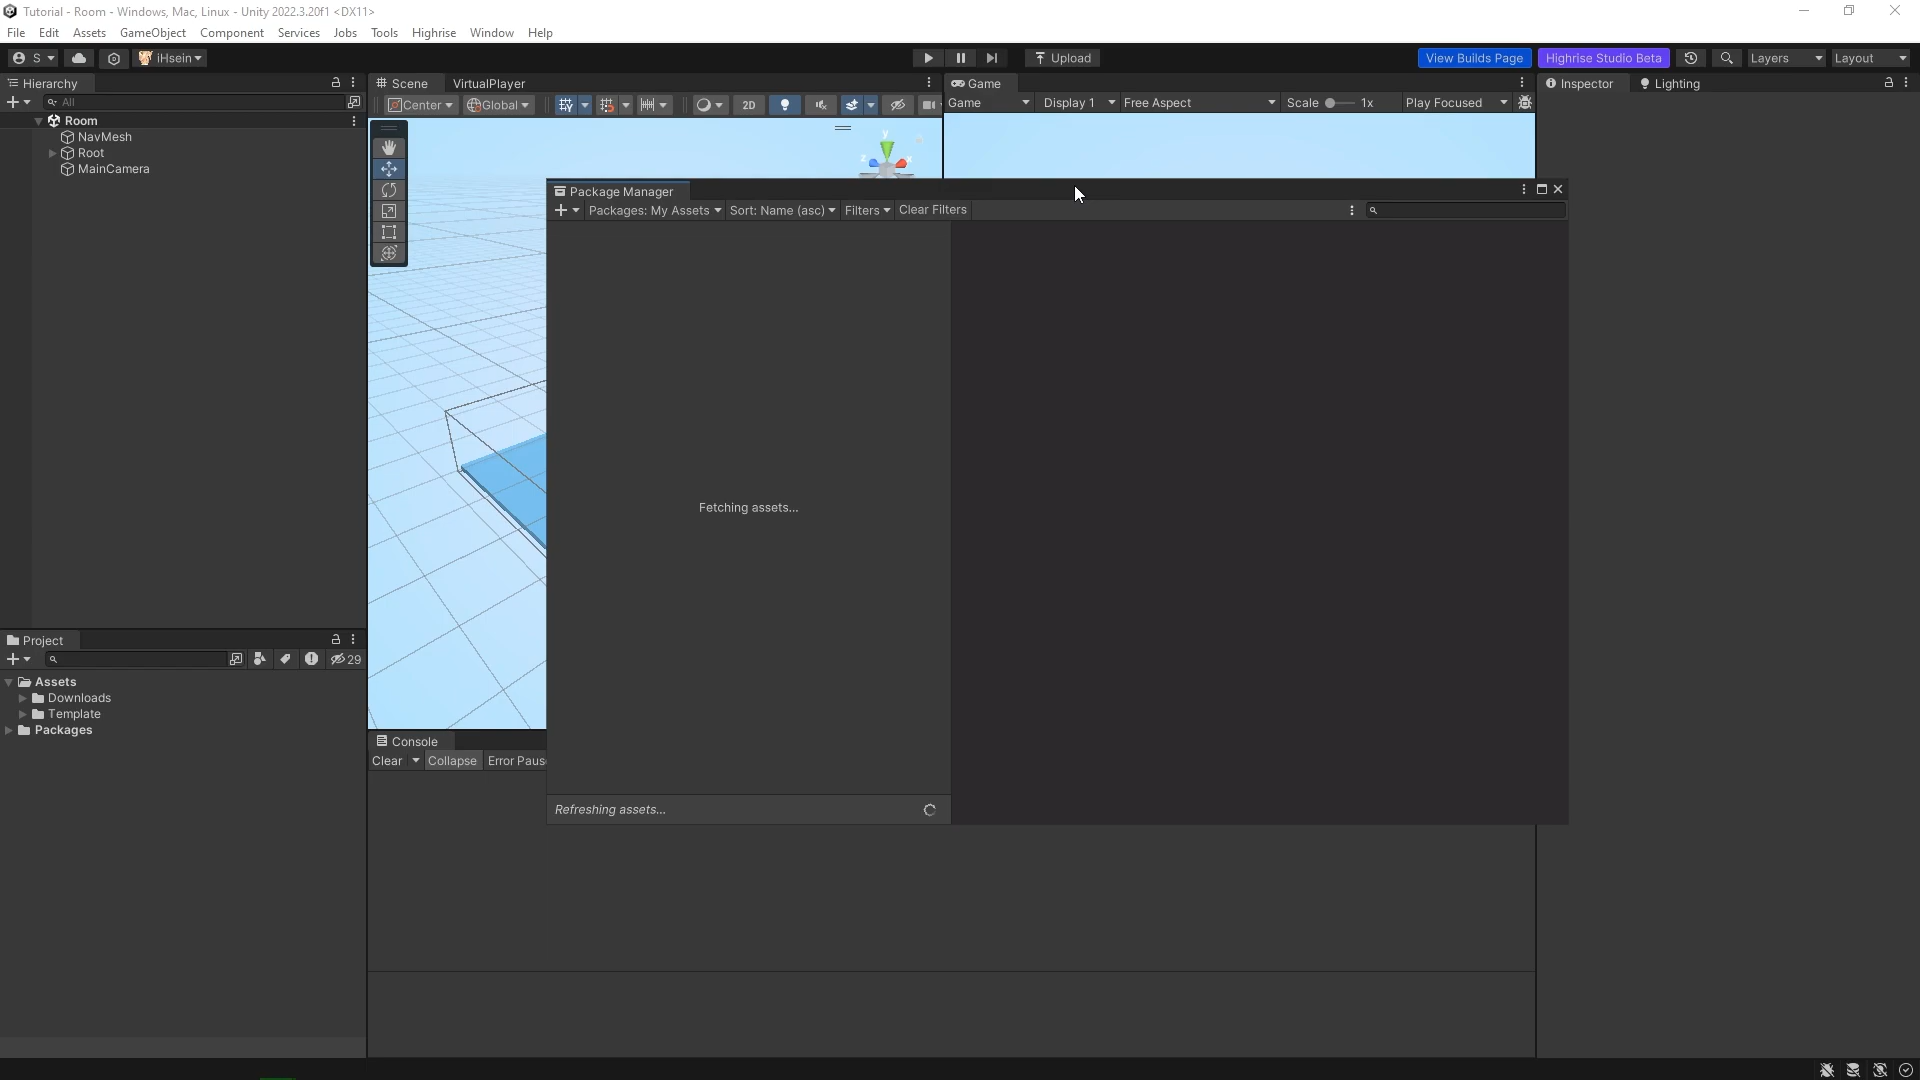 Tutorial - Room - Windows, Mac, Linux - Unity 2022.3.20f1 <DX11>
File Edit Assets GameObject Component Services Jobs Tools Highrise Window Help
S iHsein Upload View Builds Page Highrise Studio Beta Layers Layout
Hierarchy Scene VirtualPlayer Game Inspector Lighting
All Center Global 2D Game Display 1 Free Aspect Scale 1x Play Focused
Room
NavMesh
Root
MainCamera
y
z x
Package Manager
Packages: My Assets Sort: Name (asc) Filters Clear Filters
Fetching assets...
Refreshing assets...
Project
29
Assets
Downloads
Template
Packages
Console
Clear Collapse Error Paus